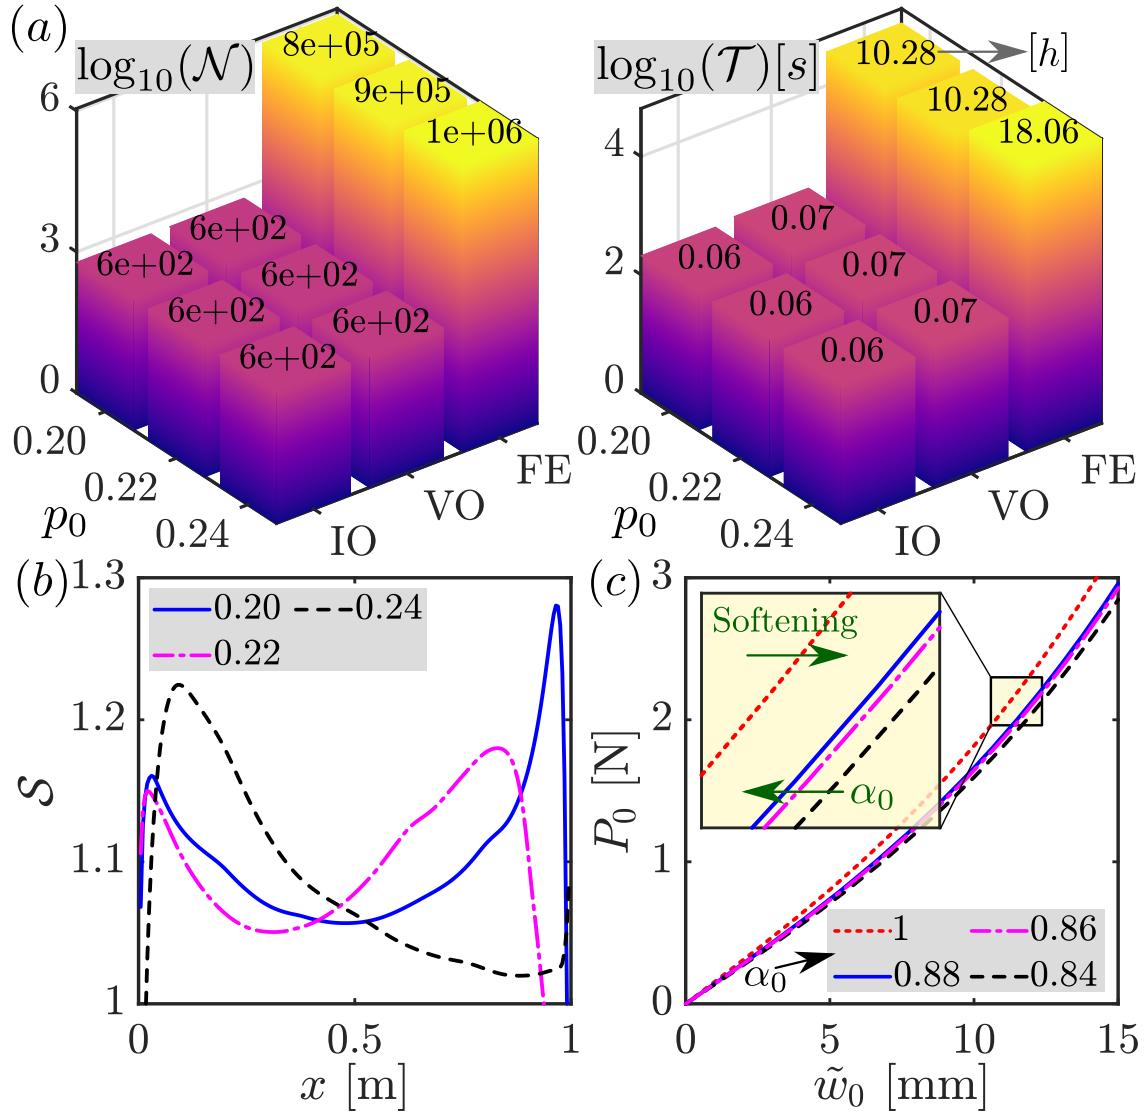 (a)
log10(𝒩)
8e+05
9e+05
1e+06
6e+02
6e+02
6e+02
6e+02
6e+02
6e+02
6
3
0
0.20
0.22
0.24
p0
IO
VO
FE
log10(𝒯)[s]
10.28
[h]
10.28
18.06
0.07
0.06
0.07
0.06
0.07
0.06
4
2
0
0.20
0.22
0.24
p0
IO
VO
FE
(b)
0.20
0.24
0.22
1.3
1.2
1.1
1
𝒮
0
0.5
1
x [m]
(c)
Softening
α0
3
2
1
0
P0 [N]
1
0.86
α0
0.88
0.84
0
5
10
15
w̃0 [mm]